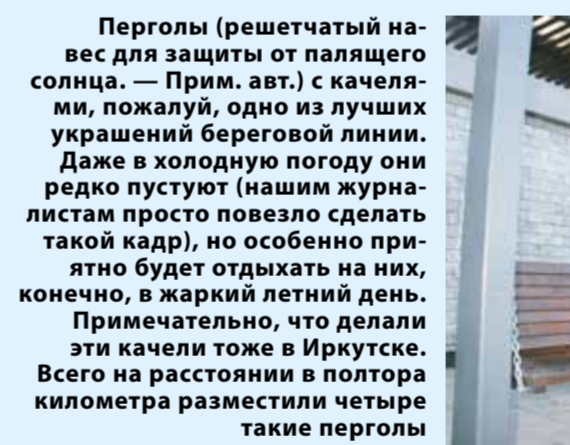 Перголы (решетчатый на-
вес для защиты от палящего
солнца. — Прим. авт.) с качеля-
ми, пожалуй, одно из лучших
украшений береговой линии.
Даже в холодную погоду они
редко пустуют (нашим журна-
листам просто повезло сделать
такой кадр), но особенно при-
ятно будет отдыхать на них,
конечно, в жаркий летний день.
Примечательно, что делали
эти качели тоже в Иркутске.
Всего на расстоянии в полтора
километра разместили четыре
такие перголы